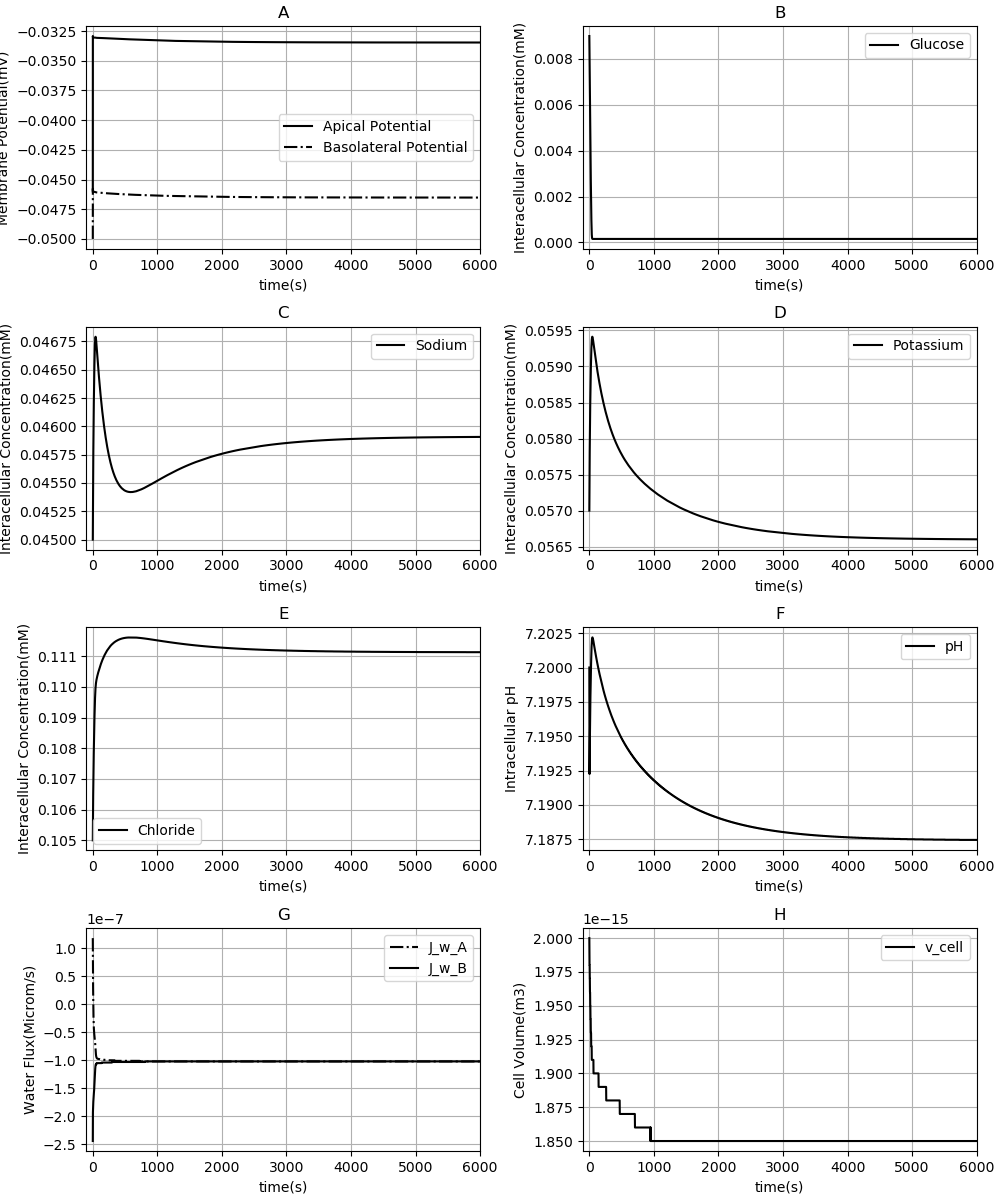 A
Membrane Potential(mV)
−0.0325
−0.0350
−0.0375
−0.0400
−0.0425
−0.0450
−0.0475
−0.0500
Apical Potential
Basolateral Potential
0 1000 2000 3000 4000 5000 6000
time(s)
B
Interacellular Concentration(mM)
0.008
0.006
0.004
0.002
0.000
Glucose
0 1000 2000 3000 4000 5000 6000
time(s)
C
Interacellular Concentration(mM)
0.04675
0.04650
0.04625
0.04600
0.04575
0.04550
0.04525
0.04500
Sodium
0 1000 2000 3000 4000 5000 6000
time(s)
D
Interacellular Concentration(mM)
0.0595
0.0590
0.0585
0.0580
0.0575
0.0570
0.0565
Potassium
0 1000 2000 3000 4000 5000 6000
time(s)
E
Interacellular Concentration(mM)
0.111
0.110
0.109
0.108
0.107
0.106
0.105
Chloride
0 1000 2000 3000 4000 5000 6000
time(s)
F
Intracellular pH
7.2025
7.2000
7.1975
7.1950
7.1925
7.1900
7.1875
pH
0 1000 2000 3000 4000 5000 6000
time(s)
G
1e−7
Water Flux(Microm/s)
1.0
0.5
0.0
−0.5
−1.0
−1.5
−2.0
−2.5
J_w_A
J_w_B
0 1000 2000 3000 4000 5000 6000
time(s)
H
1e−15
Cell Volume(m3)
2.000
1.975
1.950
1.925
1.900
1.875
1.850
v_cell
0 1000 2000 3000 4000 5000 6000
time(s)